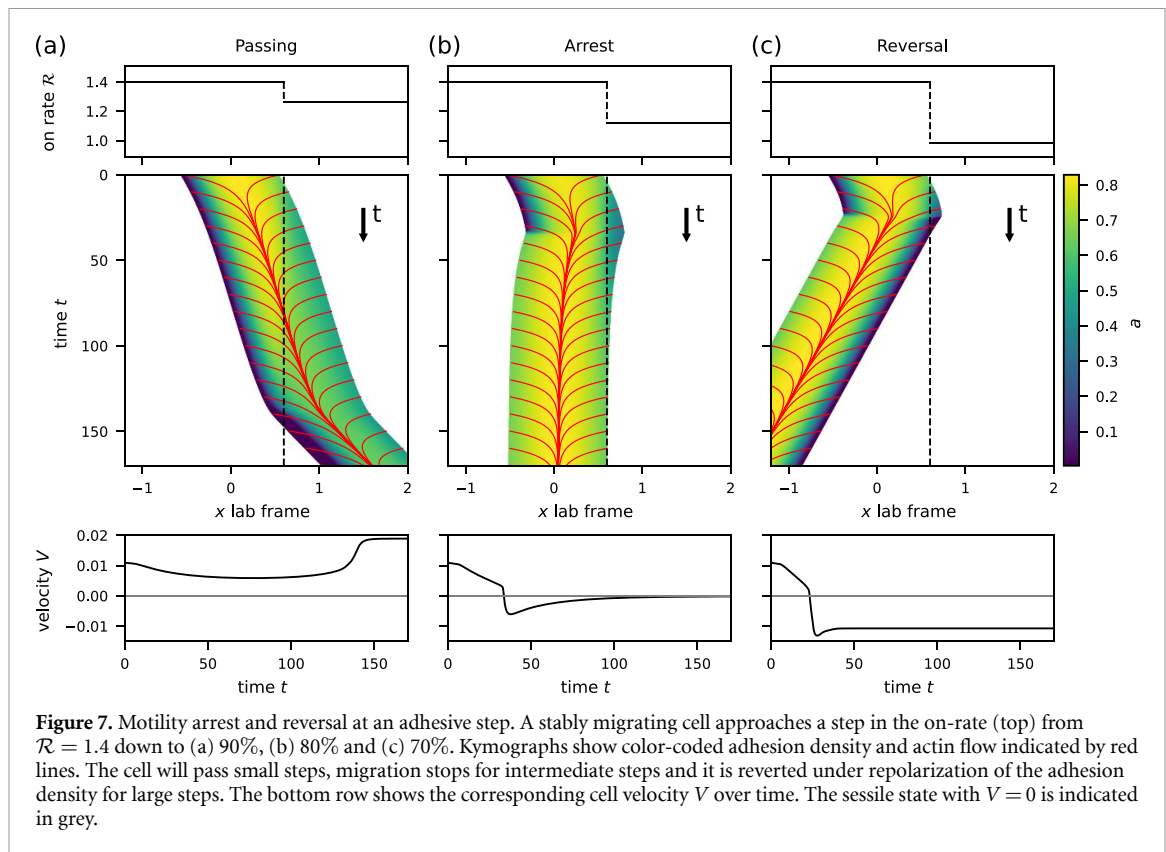 (a) Passing (b) Arrest (c) Reversal
on rate ℛ
1.4
1.2
1.0
0
50
100
150
time t
t t t
0.8
0.7
0.6
0.5
0.4
0.3
0.2
0.1
a
−1 0 1 2 −1 0 1 2 −1 0 1 2
x lab frame x lab frame x lab frame
velocity V
0.02
0.01
0.00
−0.01
0 50 100 150 0 50 100 150 0 50 100 150
time t time t time t
Figure 7. Motility arrest and reversal at an adhesive step. A stably migrating cell approaches a step in the on-rate (top) from
ℛ = 1.4 down to (a) 90%, (b) 80% and (c) 70%. Kymographs show color-coded adhesion density and actin flow indicated by red
lines. The cell will pass small steps, migration stops for intermediate steps and it is reverted under repolarization of the adhesion
density for large steps. The bottom row shows the corresponding cell velocity V over time. The sessile state with V = 0 is indicated
in grey.